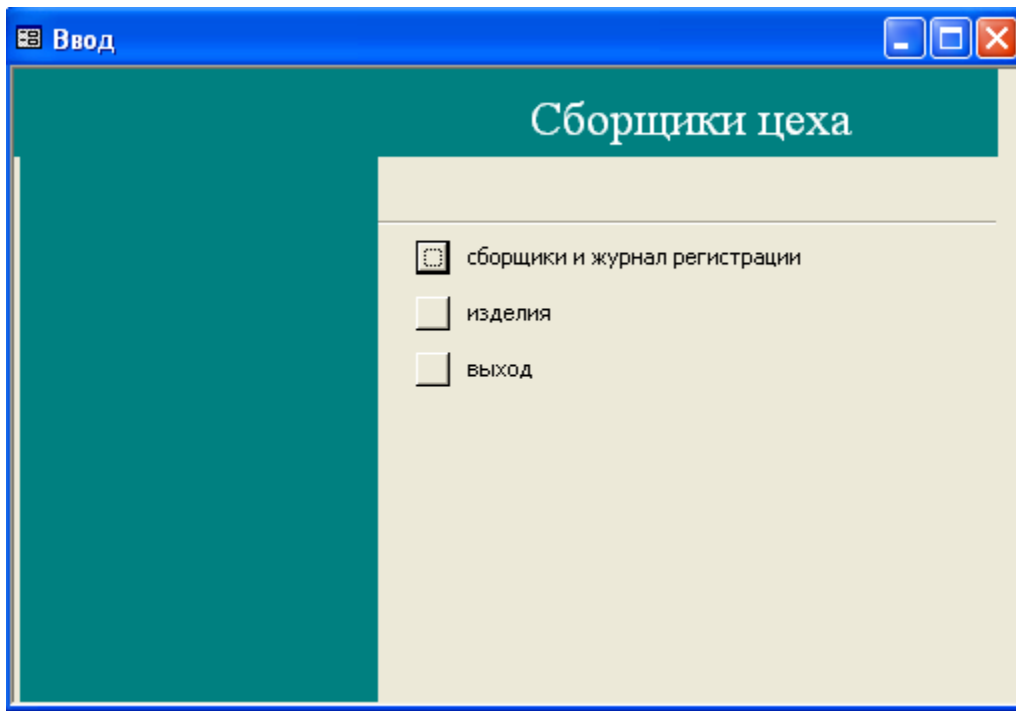 Ввод
Сборщики цеха
сборщики и журнал регистрации
изделия
выход